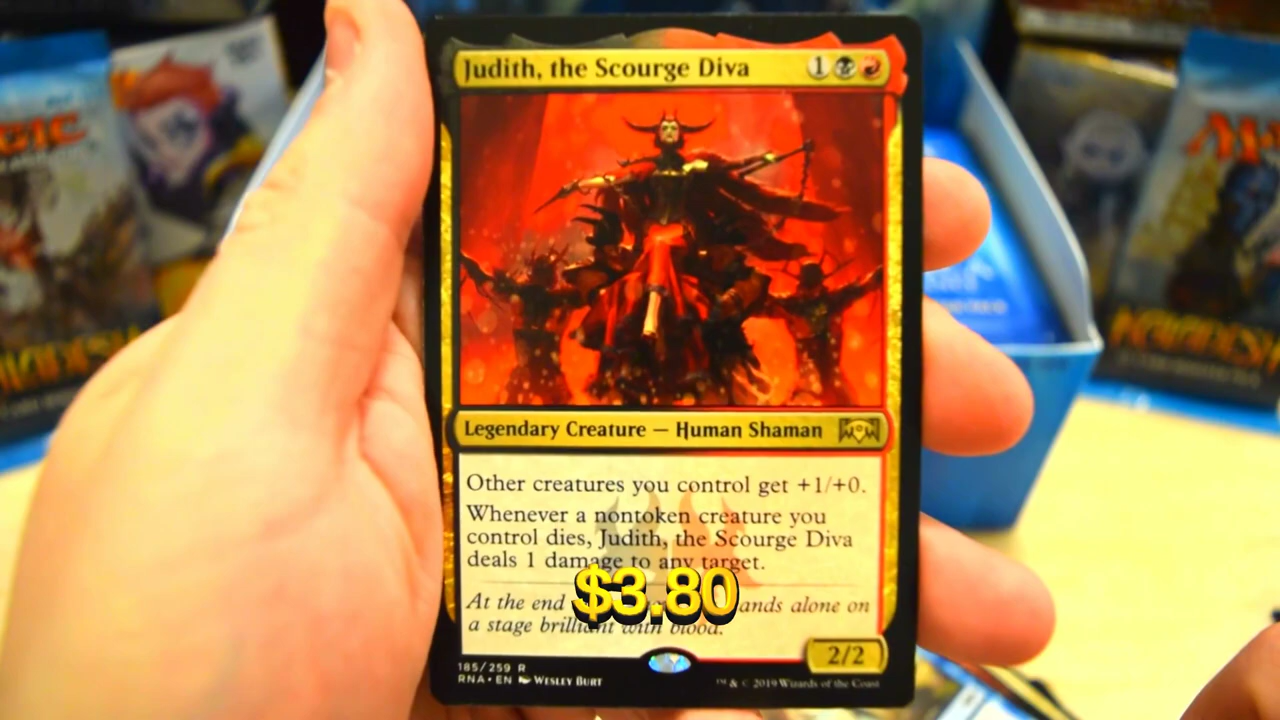 Judith, the Scourge Diva 1
Legendary Creature — Human Shaman
Other creatures you control get +1/+0.
Whenever a nontoken creature you
control dies, Judith, the Scourge Diva
deals 1 damage to any target.
$3.80
At the end ands alone on
a stage brilliant with blood.
2/2
185/259 R
RNA • EN Wesley Burt
™ & © 2019 Wizards of the Coast